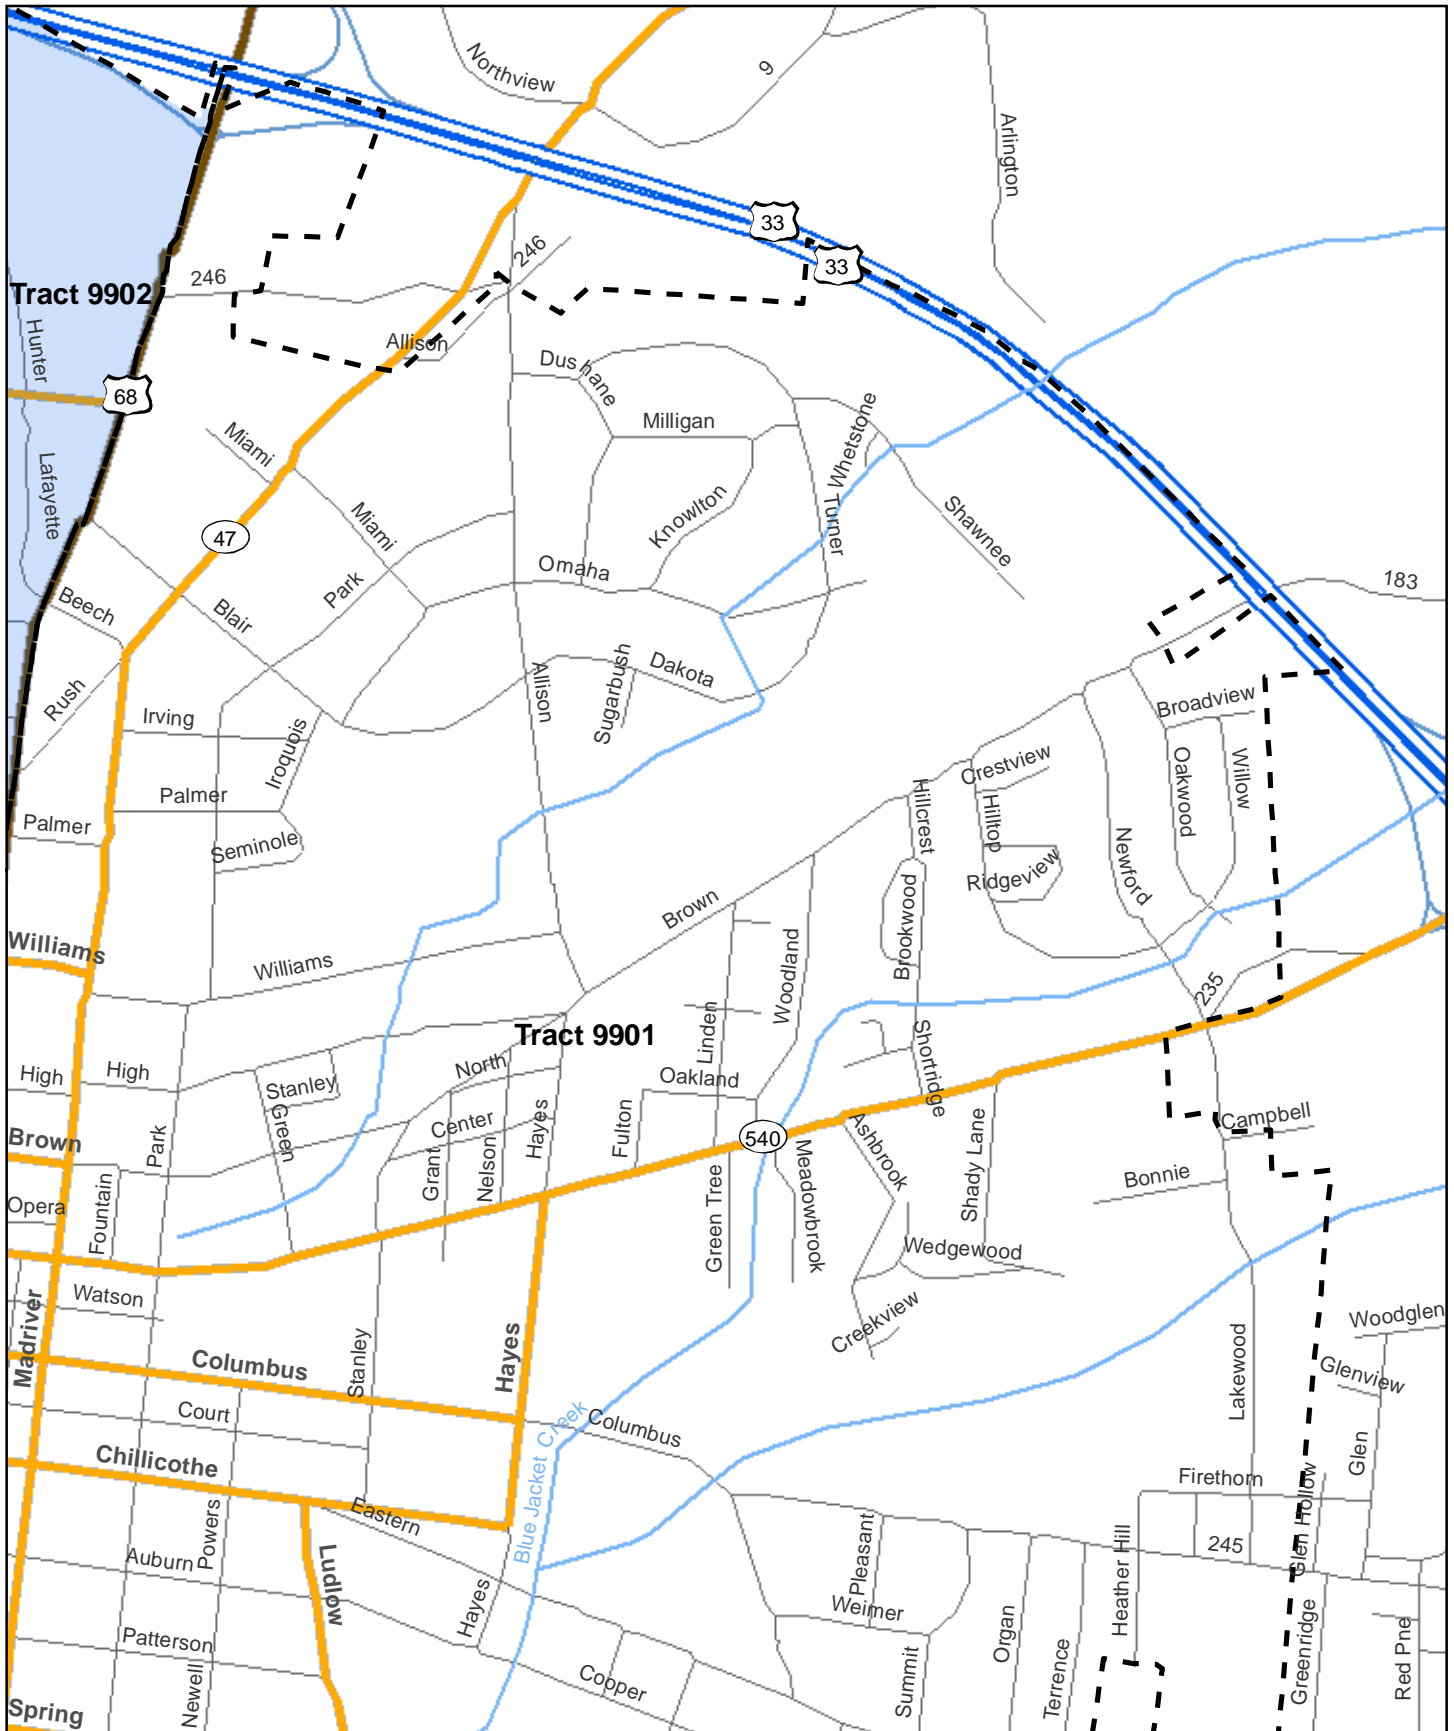 Northview
9
Arlington
33
33
246
246
Tract 9902
Hunter
Allison
Dushane
68
Milligan
Whetstone
Miami
Lafayette
Miami
Knowlton
Turner
Shawnee
47
Omaha
183
Park
Beech
Blair
Dakota
Sugarbush
Allison
Rush
Broadview
Irving
Iroquois
Crestview
Oakwood
Willow
Hillcrest
Hilltop
Palmer
Palmer
Seminole
Newford
Ridgeview
Brown
Brookwood
Williams
Williams
Woodland
235
Tract 9901
Linden
Shortridge
North
High
High
Stanley
Oakland
Green
Center
Hayes
Fulton
Ashbrook
Shady Lane
Campbell
540
Brown
Park
Grant
Nelson
Meadowbrook
Bonnie
Opera
Fountain
Green Tree
Wedgewood
Watson
Creekview
Woodglen
Madriver
Columbus
Stanley
Hayes
Lakewood
Glenview
Court
Columbus
Blue Jacket Creek
Chillicothe
Glen
Firethorn
Eastern
Powers
Glen Hollow
Pleasant
245
Auburn
Ludlow
Heather Hill
Hayes
Weimer
Organ
Patterson
Greenridge
Red Pne
Terrence
Cooper
Summit
Newell
Spring